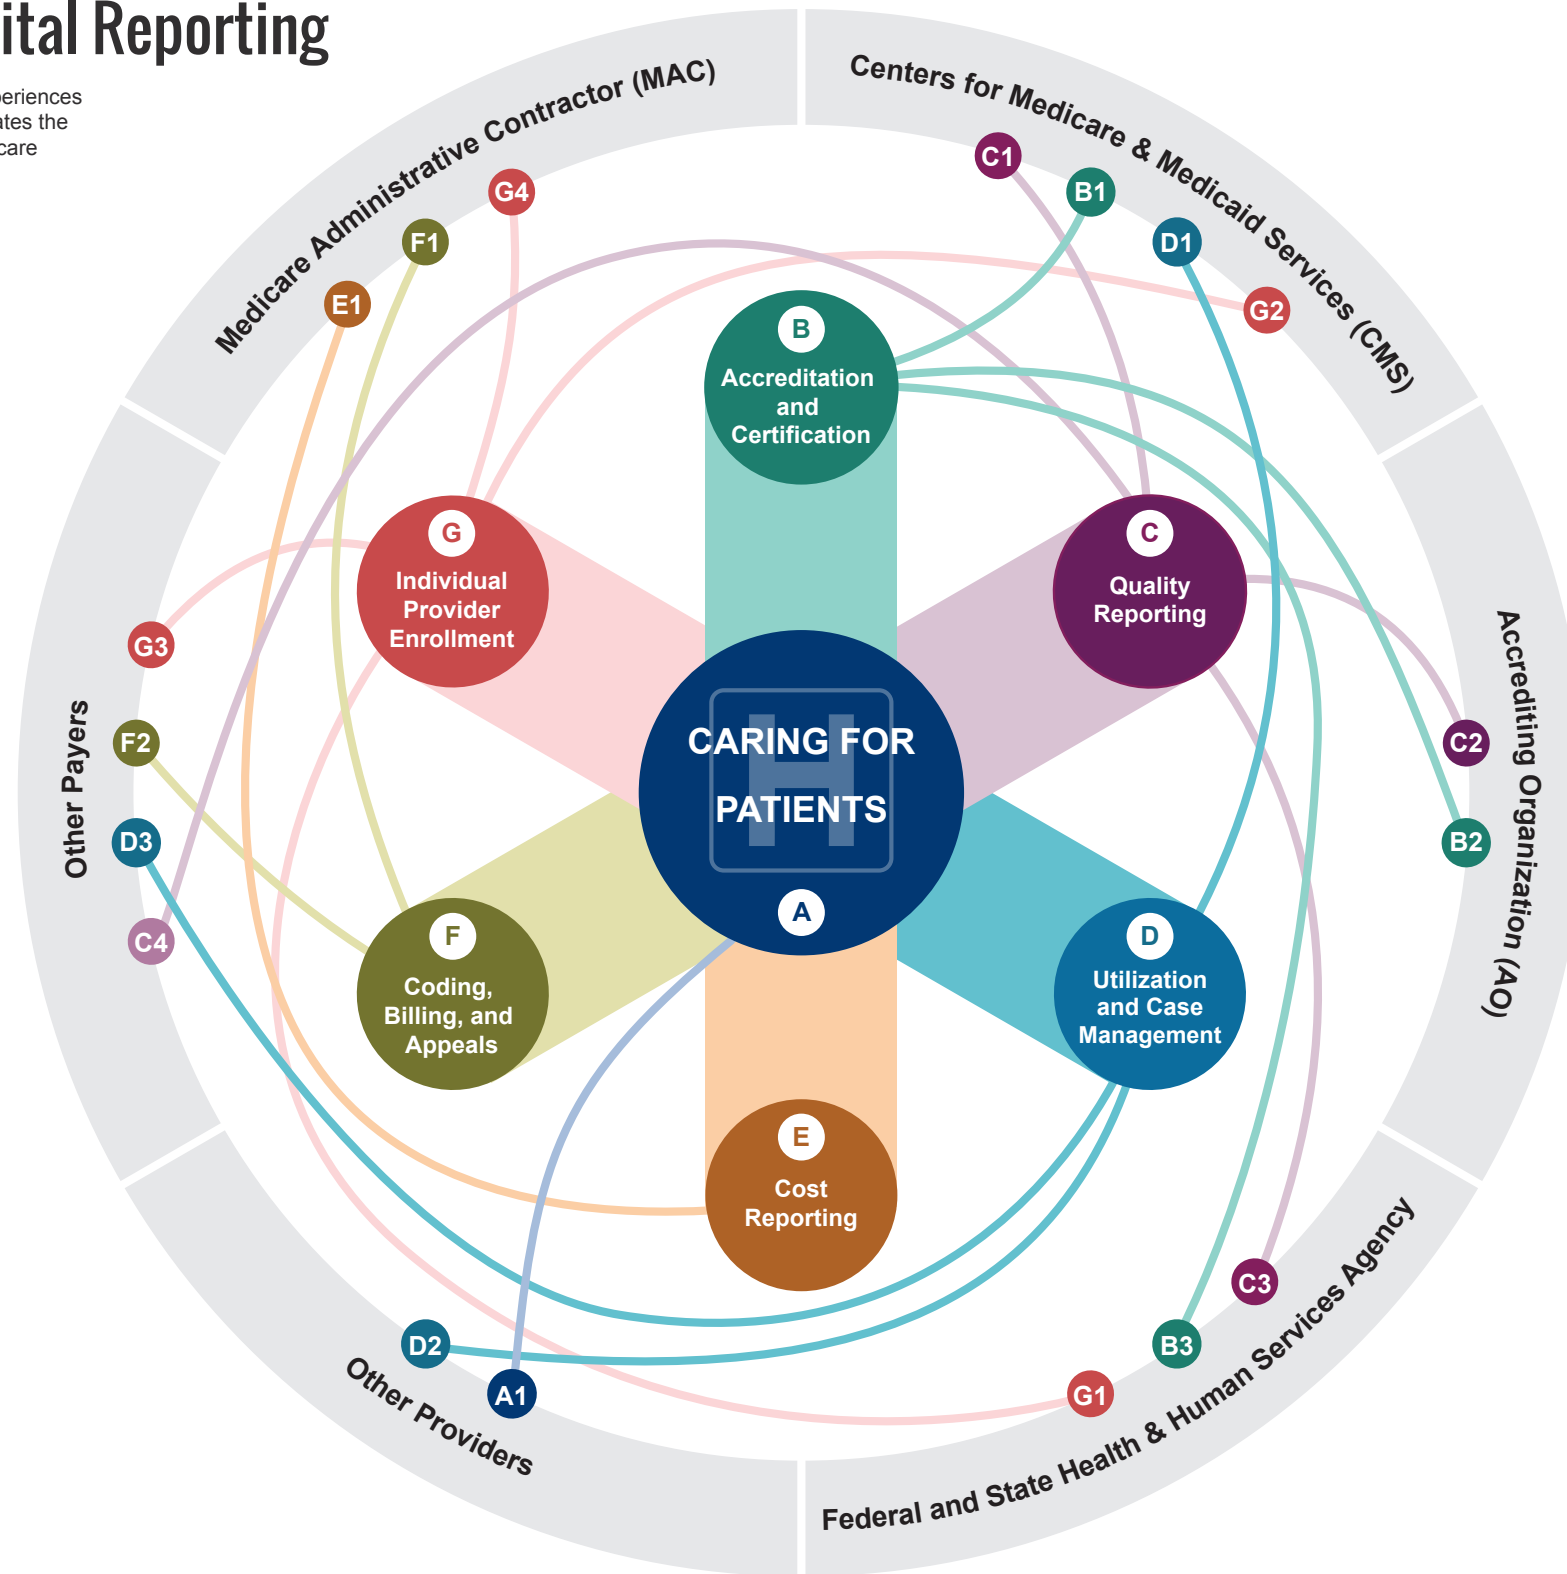 ital Reporting
periences
ates the
care
Medicare Administrative Contractor (MAC)
Centers for Medicare & Medicaid Services (CMS)
C1
G4
B1
F1
D1
E1
G2
B
Accreditation
and
Certification
G
Individual
Provider
Enrollment
C
Quality
Reporting
G3
F2
D3
C4
Other Payers
CARING FOR
PATIENTS
H
A
C2
B2
Accrediting Organization (AO)
F
Coding,
Billing, and
Appeals
D
Utilization
and Case
Management
E
Cost
Reporting
C3
B3
G1
D2
A1
Other Providers
Federal and State Health & Human Services Agency